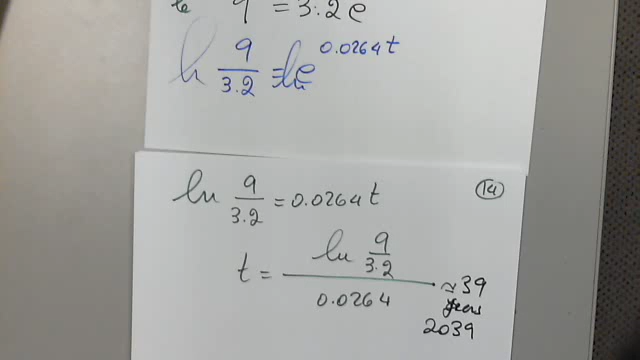 9 = 3.2e
ln 9/3.2 = ln e^0.0264t
ln 9/3.2 = 0.0264t
14
t = ln 9/3.2 / 0.0264 ≈ 39
years
2039